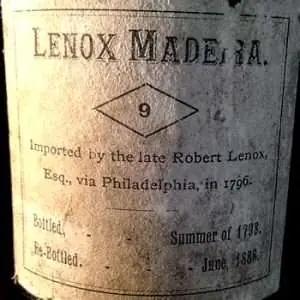 LENOX MADEIRA.
9
Imported by the late Robert Lenox,
Esq., via Philadelphia, in 1796.
Bottled, - - Summer of 1798.
Re-Bottled. - - - June, 1888.